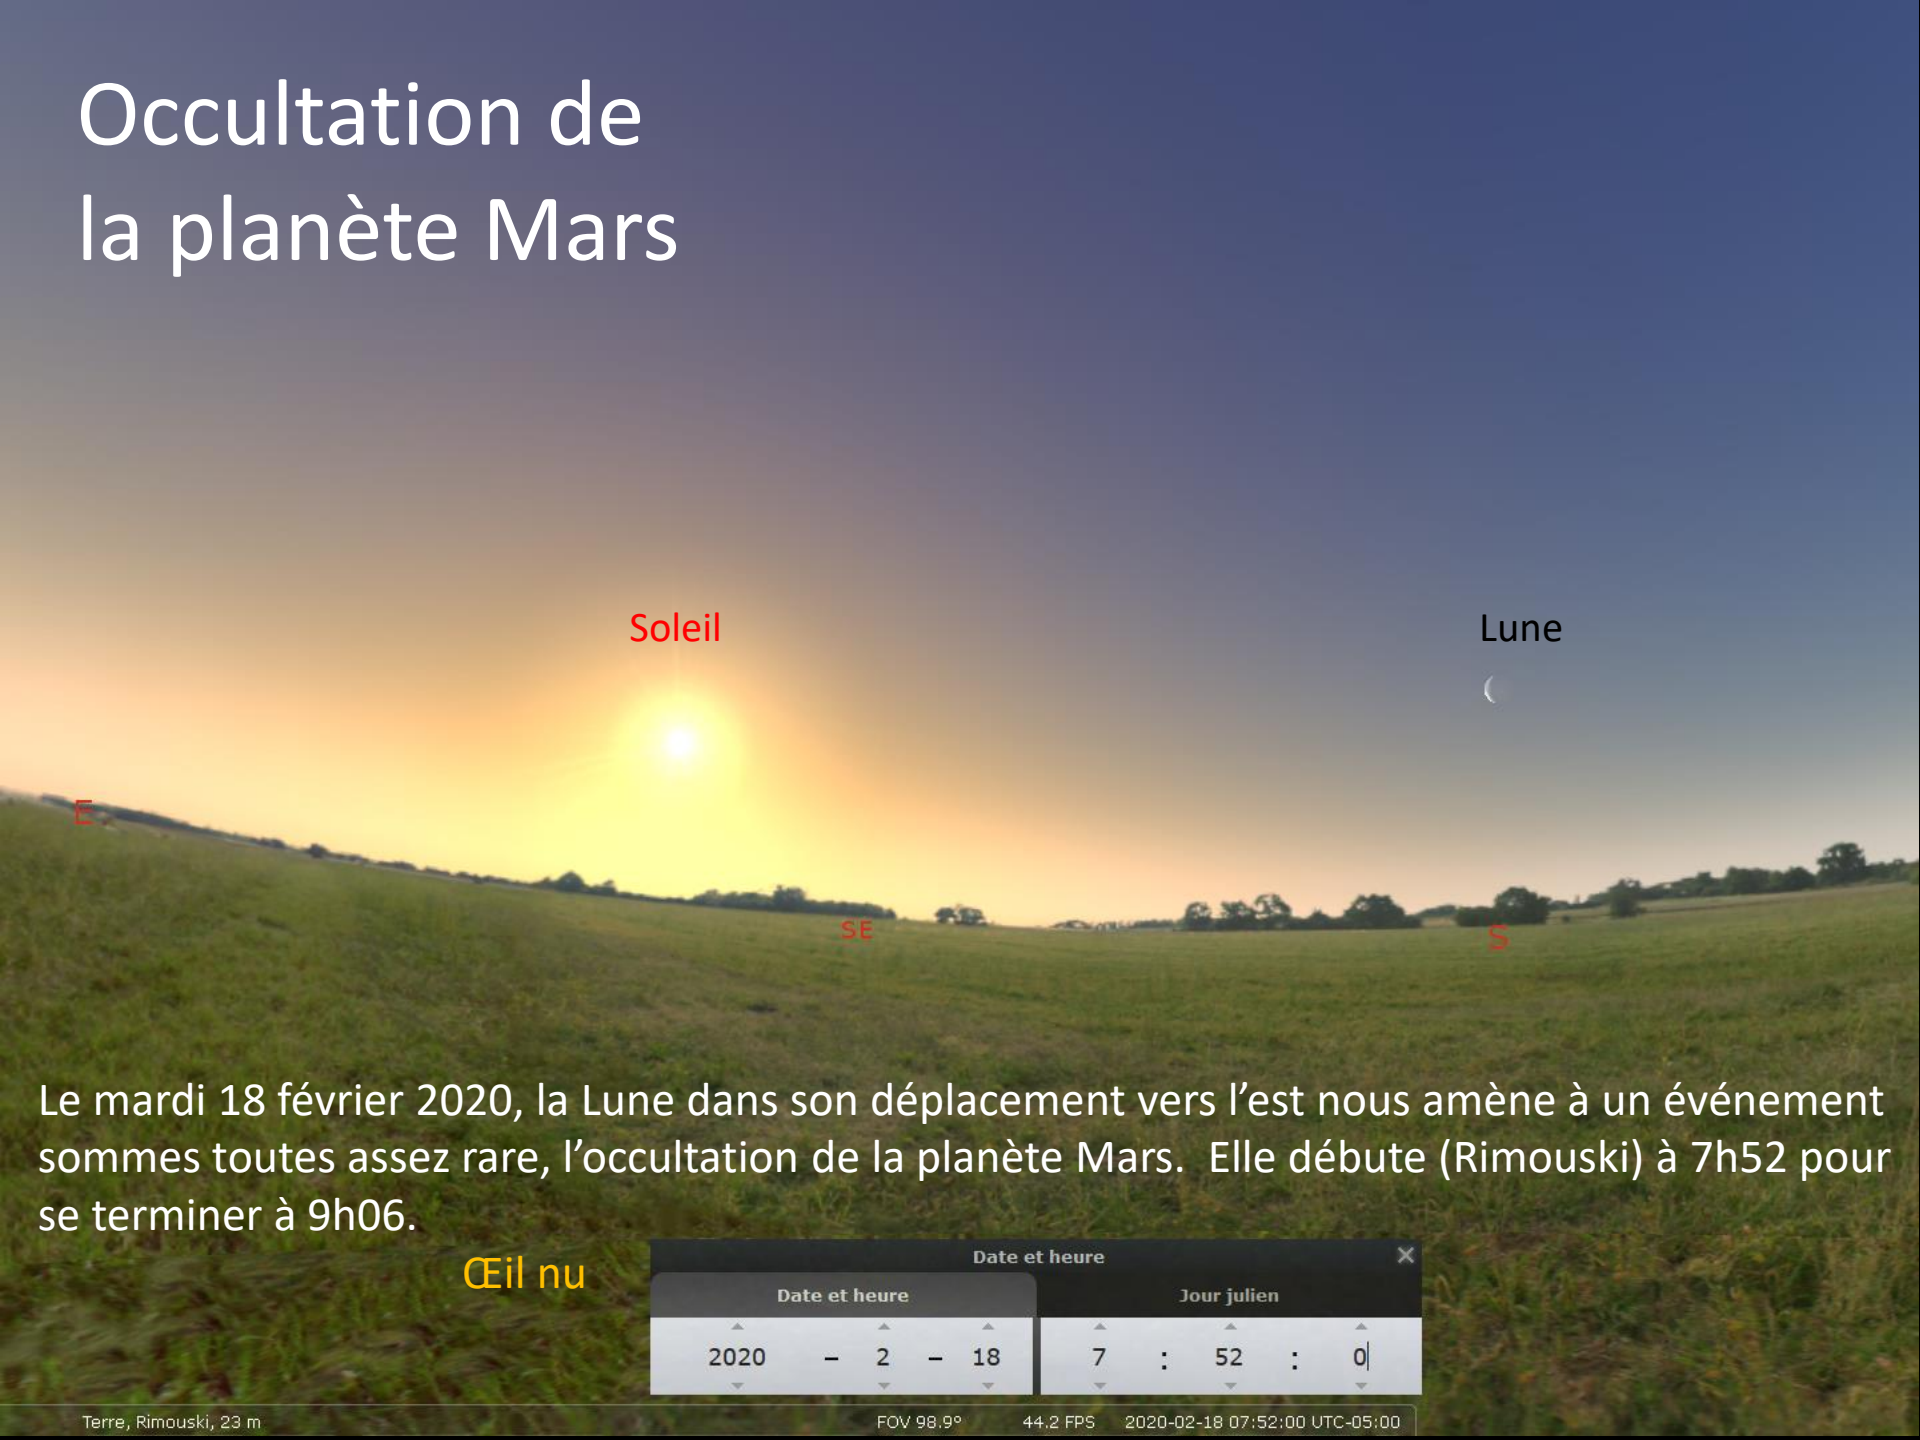 Occultation de
la planète Mars
Soleil
Lune
E
SE
S
Le mardi 18 février 2020, la Lune dans son déplacement vers l’est nous amène à un événement
sommes toutes assez rare, l’occultation de la planète Mars.  Elle débute (Rimouski) à 7h52 pour
se terminer à 9h06.
Œil nu
Date et heure
Date et heure
Jour julien
2020 – 2 – 18 7 : 52 : 0
Terre, Rimouski, 23 m FOV 98.9° 44.2 FPS 2020-02-18 07:52:00 UTC-05:00